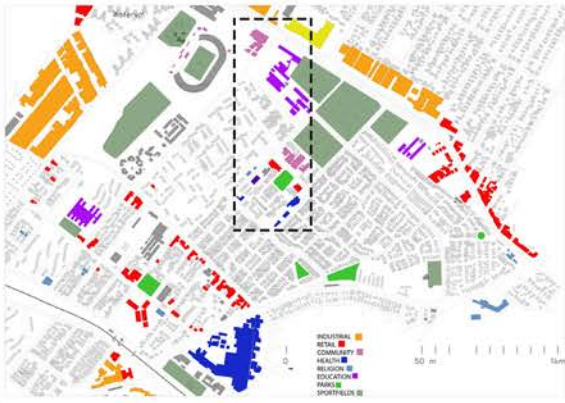 INDUSTRIAL
RETAIL
COMMUNITY
HEALTH
RELIGION
EDUCATION
PARKS
SPORTFIELDS
0 50 m 1km